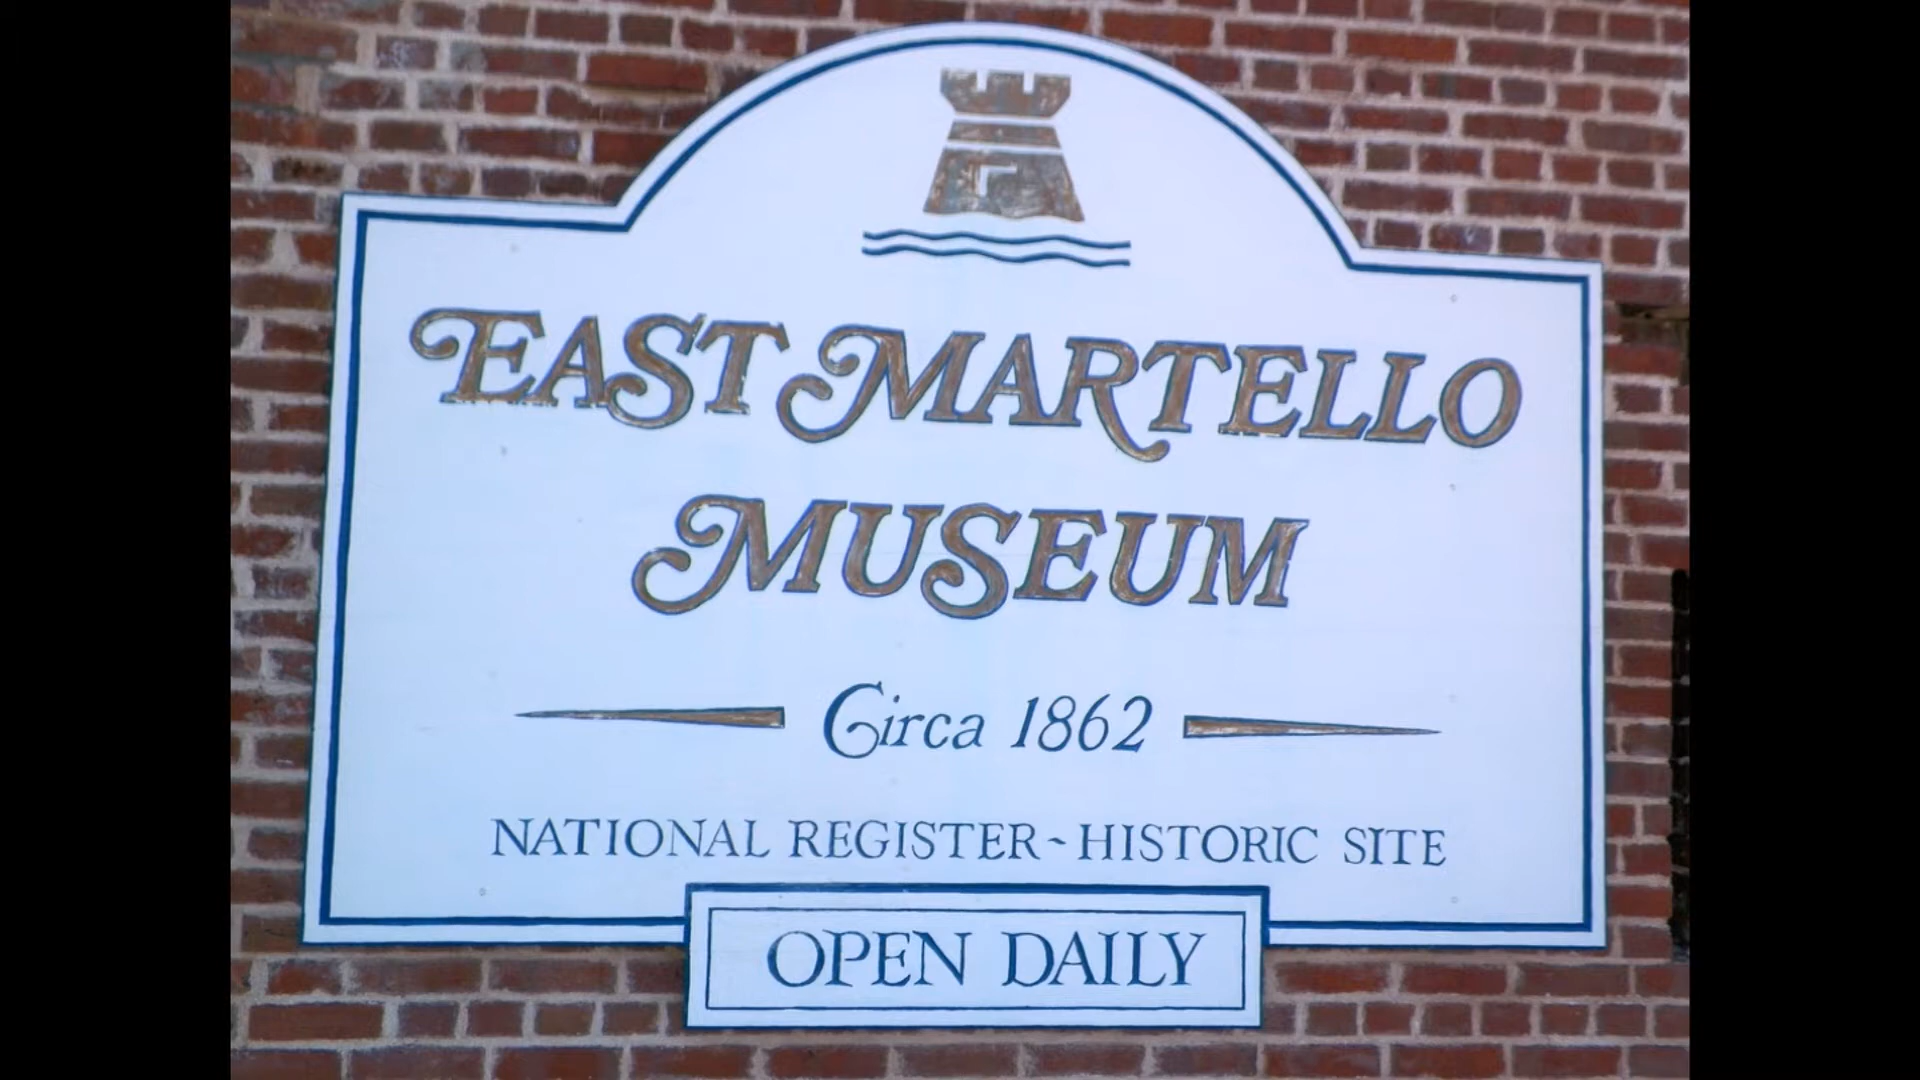 EAST MARTELLO
MUSEUM
Circa 1862
NATIONAL REGISTER~HISTORIC SITE
OPEN DAILY